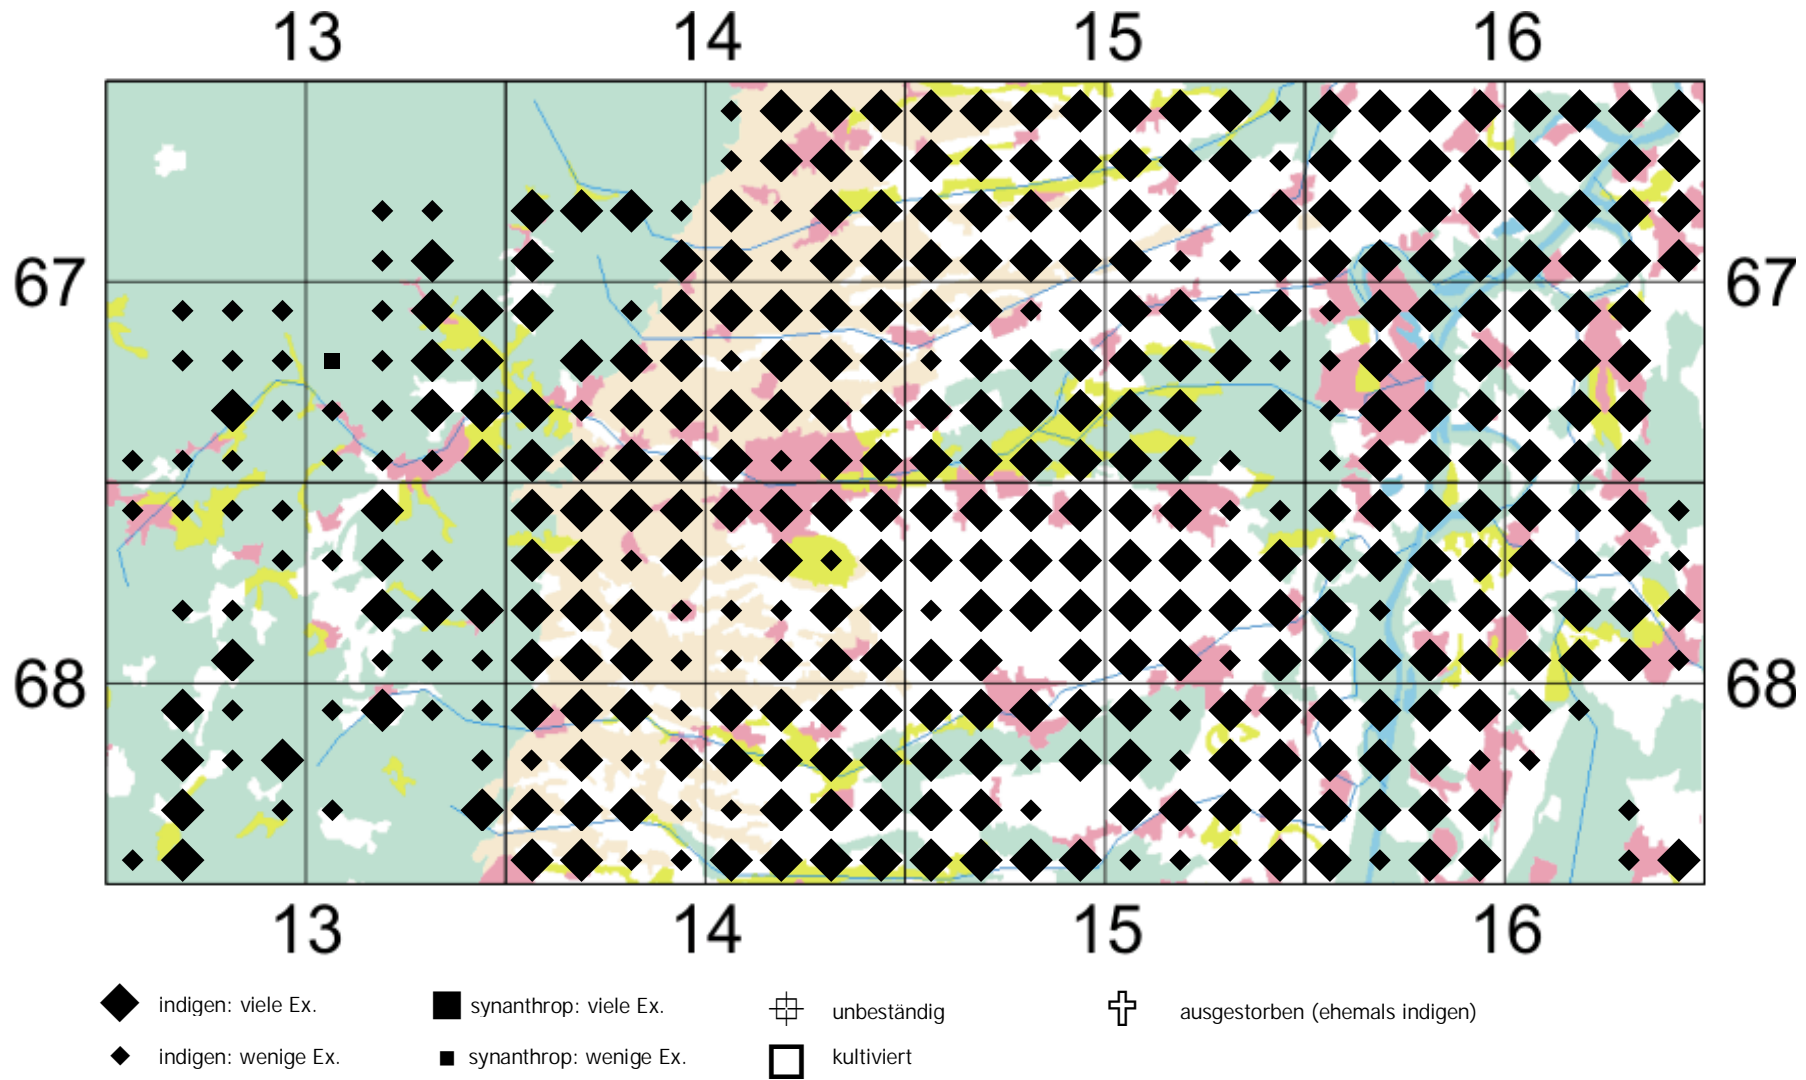 13 14 15 16
67 67
68 68
13 14 15 16
indigen: viele Ex. synanthrop: viele Ex. unbeständig ausgestorben (ehemals indigen)
indigen: wenige Ex. synanthrop: wenige Ex. kultiviert